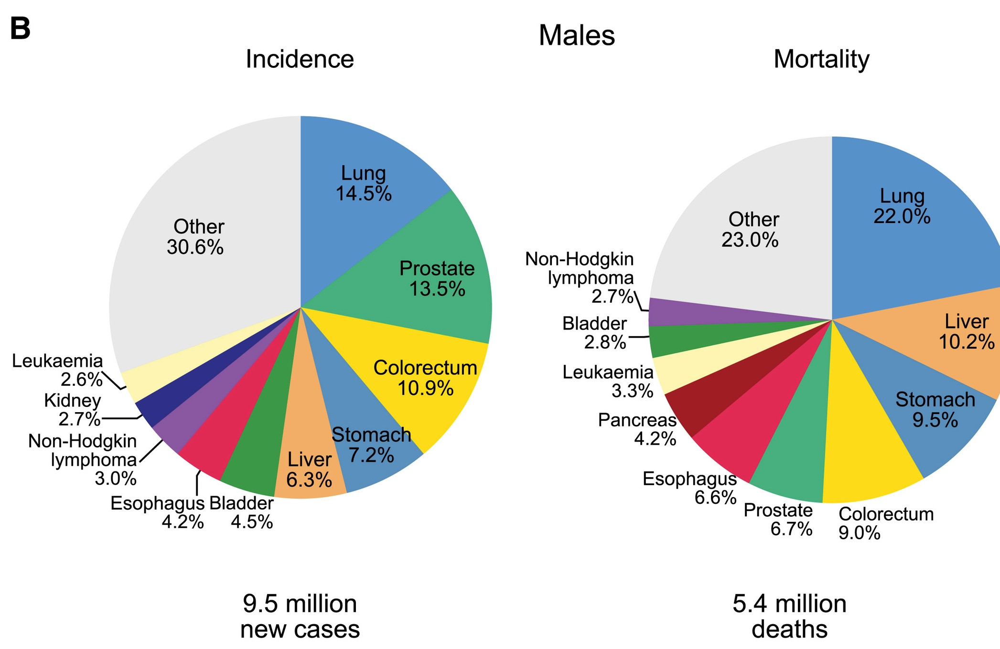 B
Males
Incidence
Lung
14.5%
Prostate
13.5%
Colorectum
10.9%
Stomach
7.2%
Liver
6.3%
Bladder
4.5%
Esophagus
4.2%
Non-Hodgkin
lymphoma
3.0%
Kidney
2.7%
Leukaemia
2.6%
Other
30.6%
9.5 million
new cases
Mortality
Lung
22.0%
Liver
10.2%
Stomach
9.5%
Colorectum
9.0%
Prostate
6.7%
Esophagus
6.6%
Pancreas
4.2%
Leukaemia
3.3%
Bladder
2.8%
Non-Hodgkin
lymphoma
2.7%
Other
23.0%
5.4 million
deaths